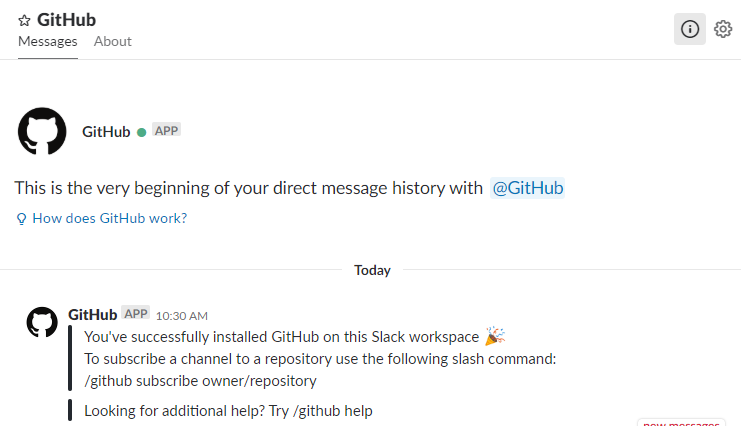 GitHub
Messages About
GitHub APP
This is the very beginning of your direct message history with @GitHub
How does GitHub work?
Today
GitHub APP 10:30 AM
You've successfully installed GitHub on this Slack workspace
To subscribe a channel to a repository use the following slash command:
/github subscribe owner/repository
Looking for additional help? Try /github help
new messages